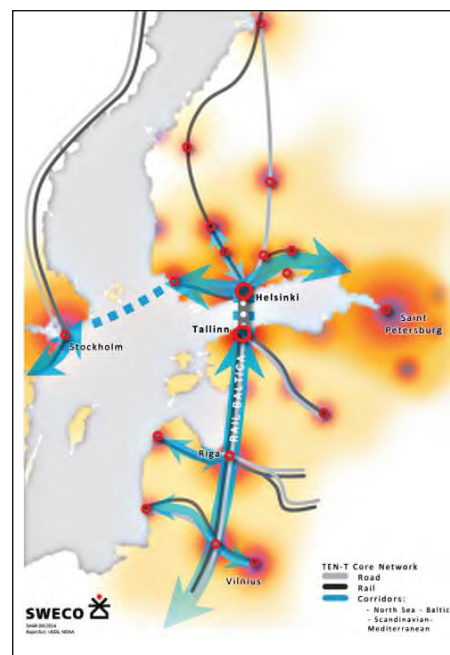 Helsinki
Saint
Petersburg
Tallinn
Stockholm
RAIL BALTICA
Riga
Vilnius
TEN-T Core Network
Road
Rail
Corridors:
- North Sea - Baltic
- Scandinavian-
Mediterranean
SWECO